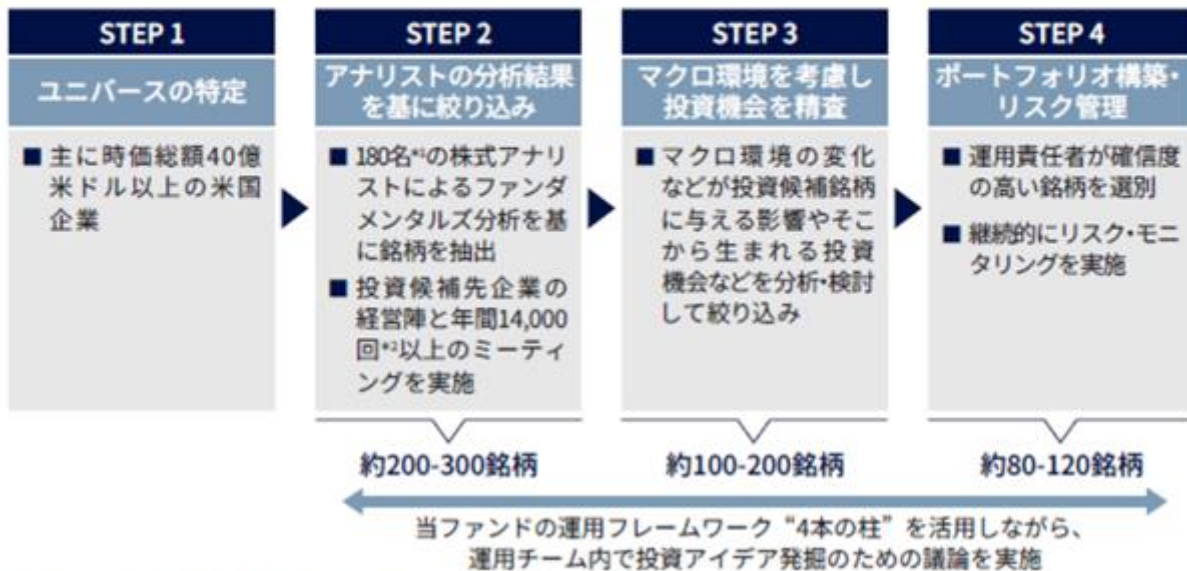 STEP 1
ユニバースの特定
■ 主に時価総額40億
米ドル以上の米国
企業
STEP 2
アナリストの分析結果
を基に絞り込み
■ 180名*¹の株式アナリ
ストによるファンダ
メンタルズ分析を基
に銘柄を抽出
■ 投資候補先企業の
経営陣と年間14,000
回*²以上のミーティ
ングを実施
約200-300銘柄
STEP 3
マクロ環境を考慮し
投資機会を精査
■ マクロ環境の変化
などが投資候補銘柄
に与える影響やそこ
から生まれる投資
機会などを分析・検討
して絞り込み
約100-200銘柄
STEP 4
ポートフォリオ構築・
リスク管理
■ 運用責任者が確信度
の高い銘柄を選別
■ 継続的にリスク・モニ
タリングを実施
約80-120銘柄
当ファンドの運用フレームワーク“4本の柱”を活用しながら、
運用チーム内で投資アイデア発掘のための議論を実施